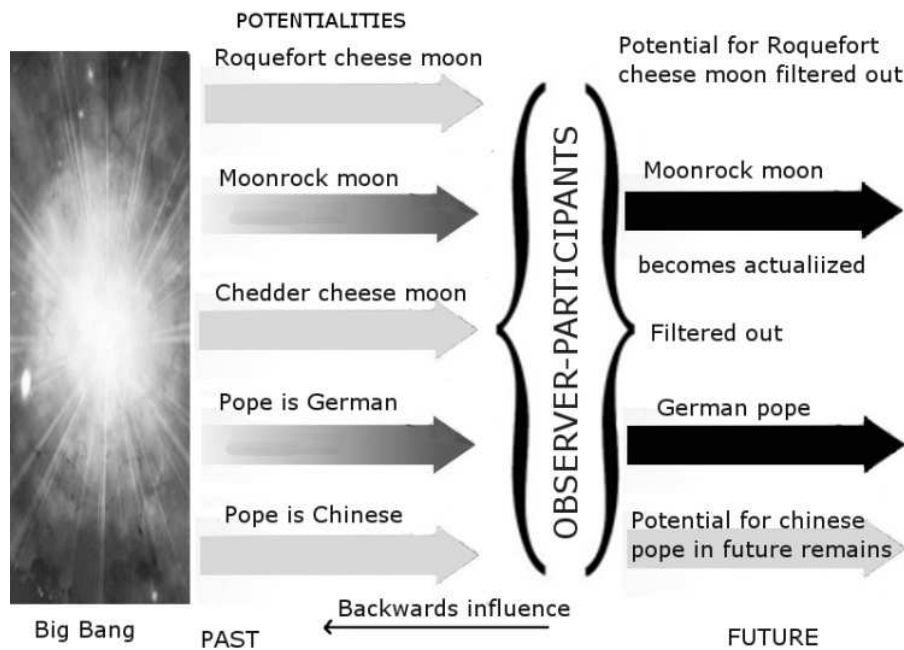 POTENTIALITIES
Roquefort cheese moon
Potential for Roquefort
cheese moon filtered out
Moonrock moon
Moonrock moon
becomes actualiized
Chedder cheese moon
OBSERVER-PARTICIPANTS
Filtered out
Pope is German
German pope
Pope is Chinese
Potential for chinese
pope in future remains
Backwards influence
Big Bang
PAST
FUTURE